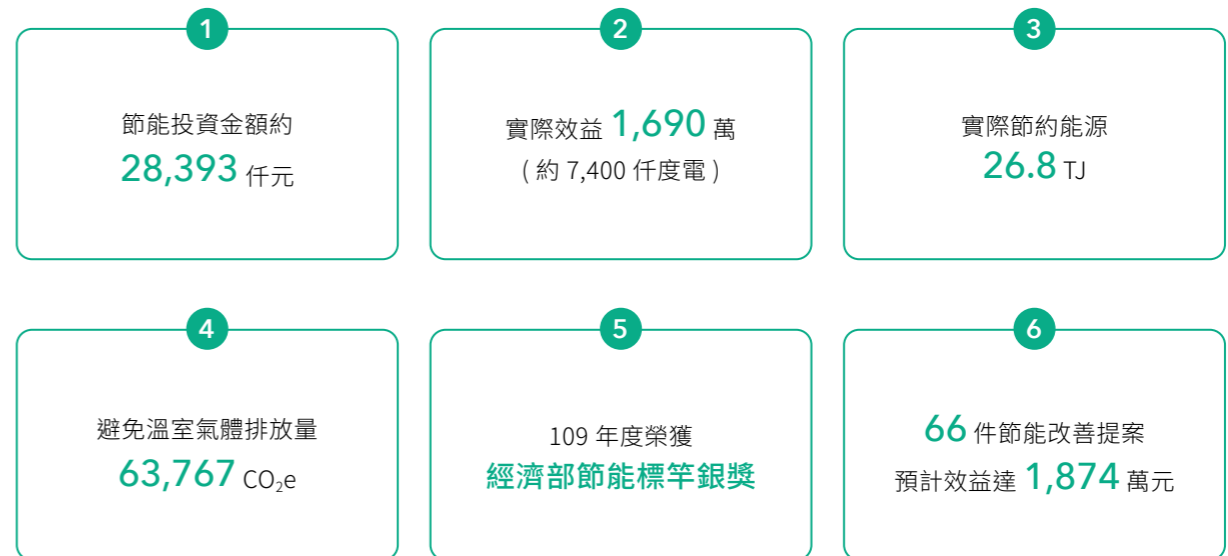 1
節能投資金額約
28,393 仟元
2
實際效益 1,690 萬
( 約 7,400 仟度電 )
3
實際節約能源
26.8 TJ
4
避免溫室氣體排放量
63,767 CO₂e
5
109 年度榮獲
經濟部節能標竿銀獎
6
66 件節能改善提案
預計效益達 1,874 萬元